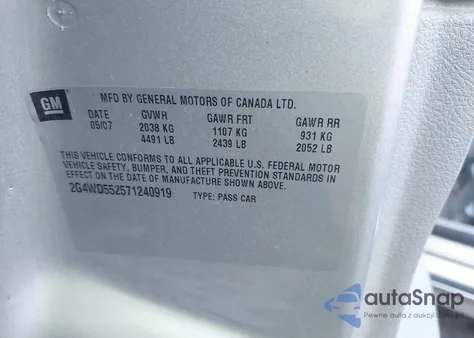 GM
MFD BY GENERAL MOTORS OF CANADA LTD.
DATE GVWR GAWR FRT GAWR RR
05/07 2038 KG 1107 KG 931 KG
4491 LB 2439 LB 2052 LB
THIS VEHICLE CONFORMS TO ALL APPLICABLE U.S. FEDERAL MOTOR
VEHICLE SAFETY, BUMPER, AND THEFT PREVENTION STANDARDS IN
EFFECT ON THE DATE OF MANUFACTURE SHOWN ABOVE.
2G4WD552571240919 TYPE: PASS CAR
autoSnap
Pewne auta z aukcji